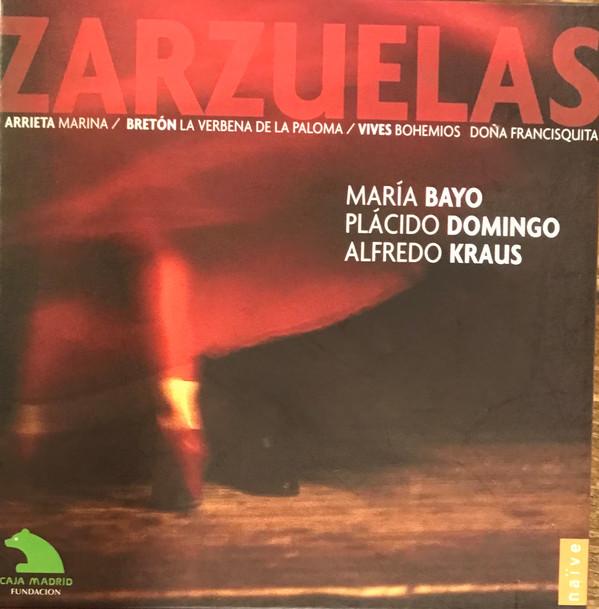 ZARZUELAS
ARRIETA MARINA / BRETÓN LA VERBENA DE LA PALOMA / VIVES BOHEMIOS DOÑA FRANCISQUITA
MARÍA BAYO
PLÁCIDO DOMINGO
ALFREDO KRAUS
CAJA MADRID
FUNDACION
naïve